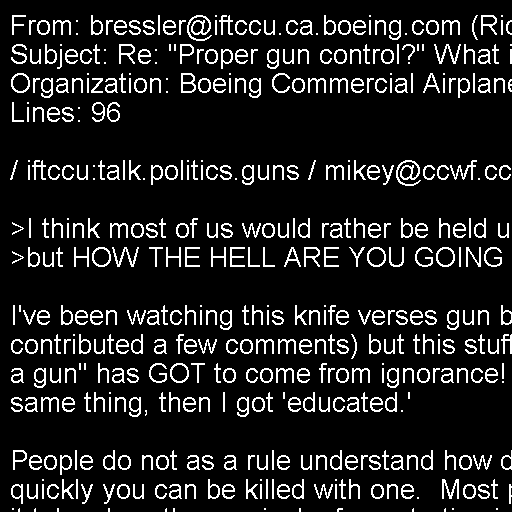 From: bressler@iftccu.ca.boeing.com (Ric
Subject: Re: "Proper gun control?" What i
Organization: Boeing Commercial Airplane
Lines: 96
/ iftccu:talk.politics.guns / mikey@ccwf.cc
>I think most of us would rather be held u
>but HOW THE HELL ARE YOU GOING
I've been watching this knife verses gun b
contributed a few comments) but this stuff
a gun" has GOT to come from ignorance!
same thing, then I got 'educated.'
People do not as a rule understand how d
quickly you can be killed with one.  Most p